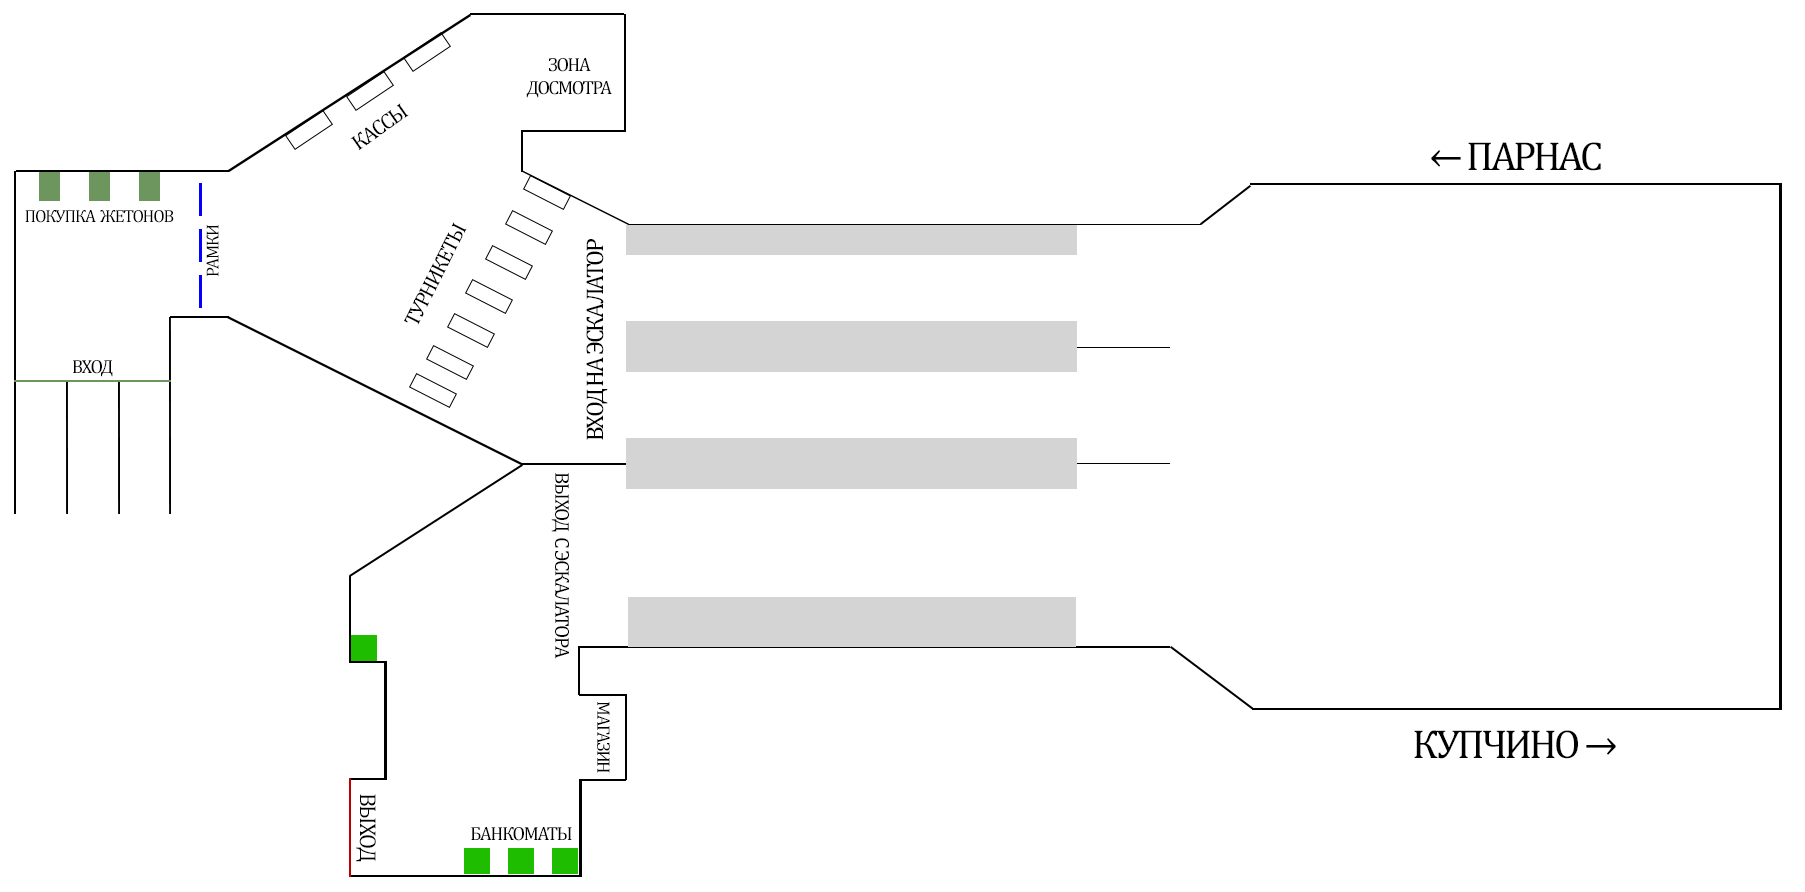 ЗОНА
ДОСМОТРА
КАССЫ
← ПАРНАС
ПОКУПКА ЖЕТОНОВ
РАМКИ
ТУРНИКЕТЫ
ВХОД НА ЭСКАЛАТОР
ВХОД
ВЫХОД С ЭСКАЛАТОРА
МАГАЗИН
КУПЧИНО →
ВЫХОД
БАНКОМАТЫ